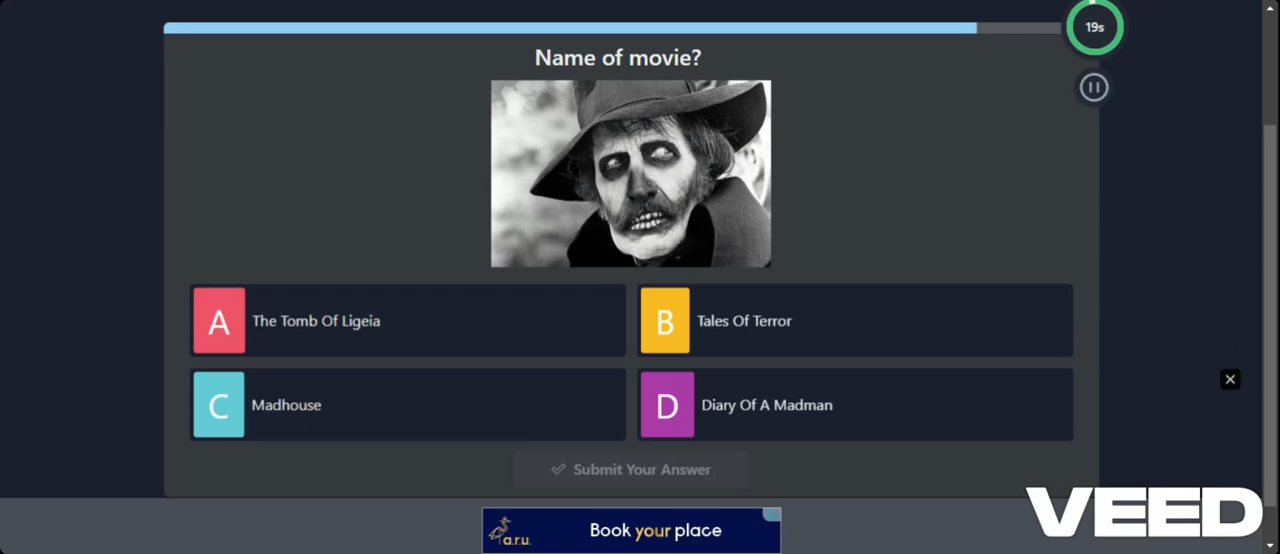 19s
Name of movie?
A The Tomb Of Ligeia
B Tales Of Terror
C Madhouse
D Diary Of A Madman
Submit Your Answer
a.r.u. Book your place
VEED